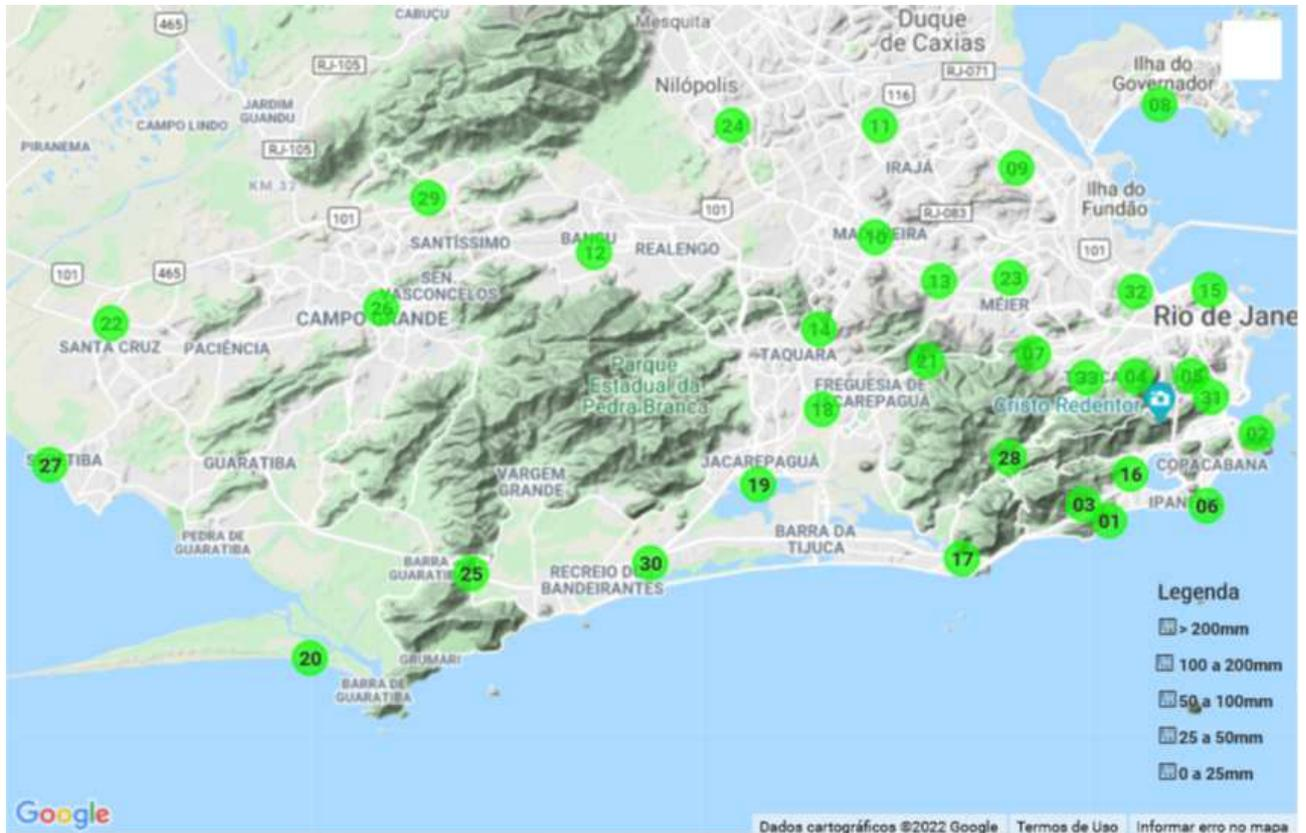 465
CABUÇU
Mesquita
Duque
de Caxias
RJ-105
Nilópolis
RJ-071
Ilha do
Governador
08
116
JARDIM
GUANDU
CAMPO LINDO
24
11
PIRANEMA
RJ-105
IRAJÁ
09
KM 32
29
101
101
RJ-083
Ilha do
Fundão
10
SANTÍSSIMO
12
REALENGO
101
101
465
SEN.
VASCONCELOS
13
23
32
15
26
CAMPO GRANDE
MÉIER
Rio de Jane
22
SANTA CRUZ
PACIÊNCIA
14
TAQUARA
07
21
Parque
Estadual da
Pedra Branca
33
04
05
FREGUESIA DE
JACAREPAGUÁ
18
Cristo Redentor
31
02
27
GUARATIBA
VARGEM
GRANDE
JACAREPAGUÁ
19
28
COPACABANA
16
03
01
06
PEDRA DE
GUARATIBA
BARRA DA
TIJUCA
17
25
RECREIO D
BANDEIRANTES
30
20
GRUMARI
BARRA DE
GUARATIBA
Legenda
> 200mm
100 a 200mm
50 a 100mm
25 a 50mm
0 a 25mm
Google
Dados cartográficos ©2022 Google
Termos de Uso
Informar erro no mapa